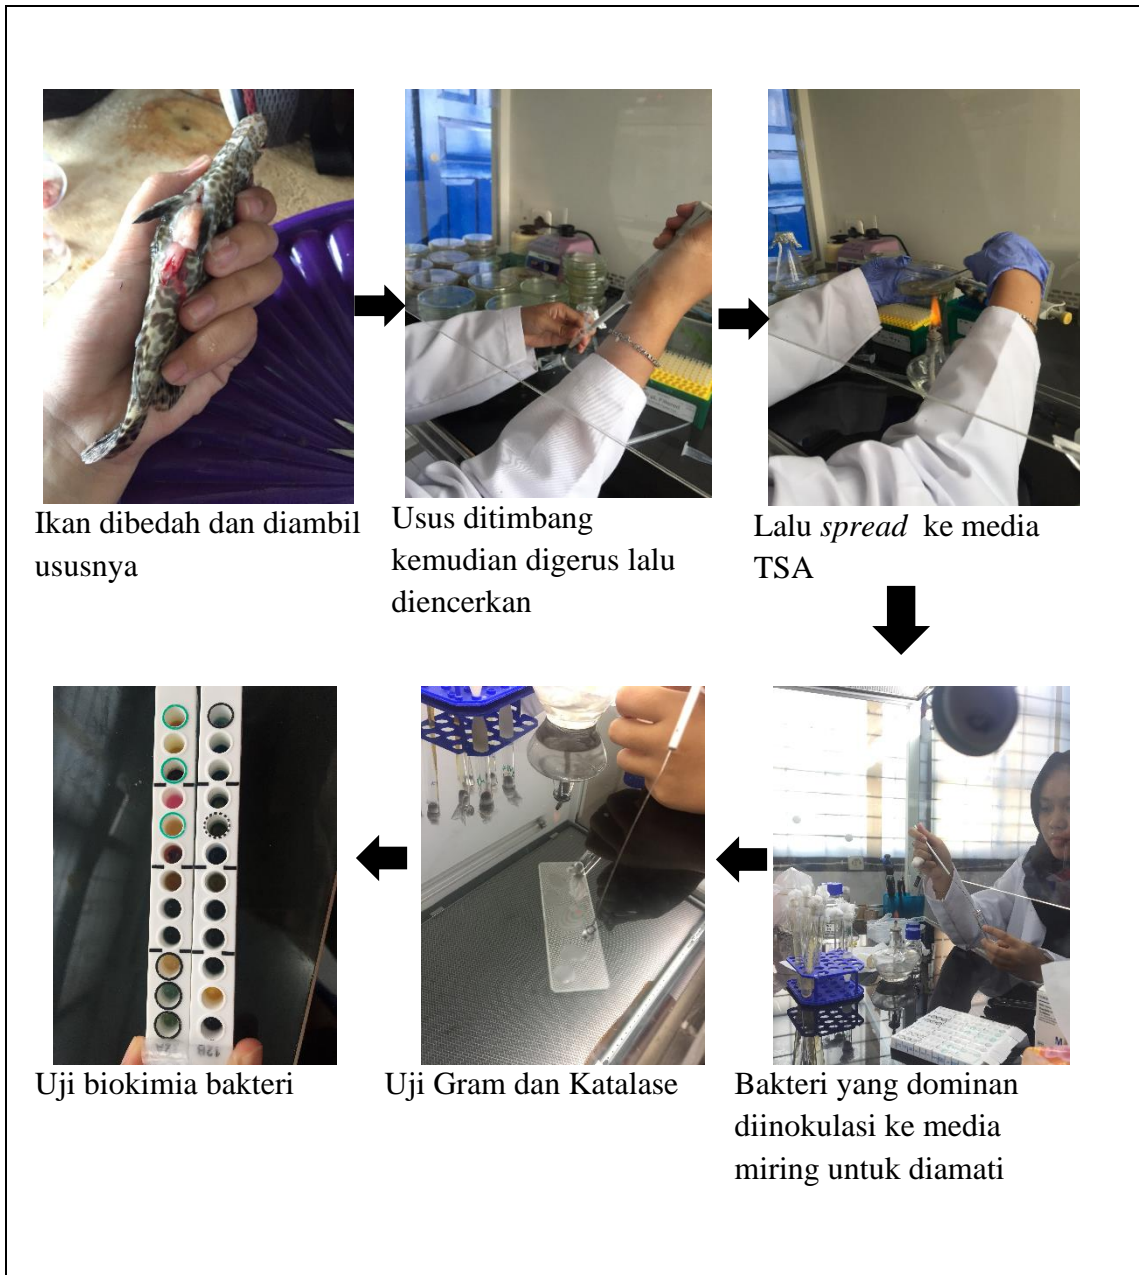 Ikan dibedah dan diambil
ususnya
Usus ditimbang
kemudian digerus lalu
diencerkan
Lalu spread ke media
TSA
Bakteri yang dominan
diinokulasi ke media
miring untuk diamati
Uji Gram dan Katalase
Uji biokimia bakteri
12B